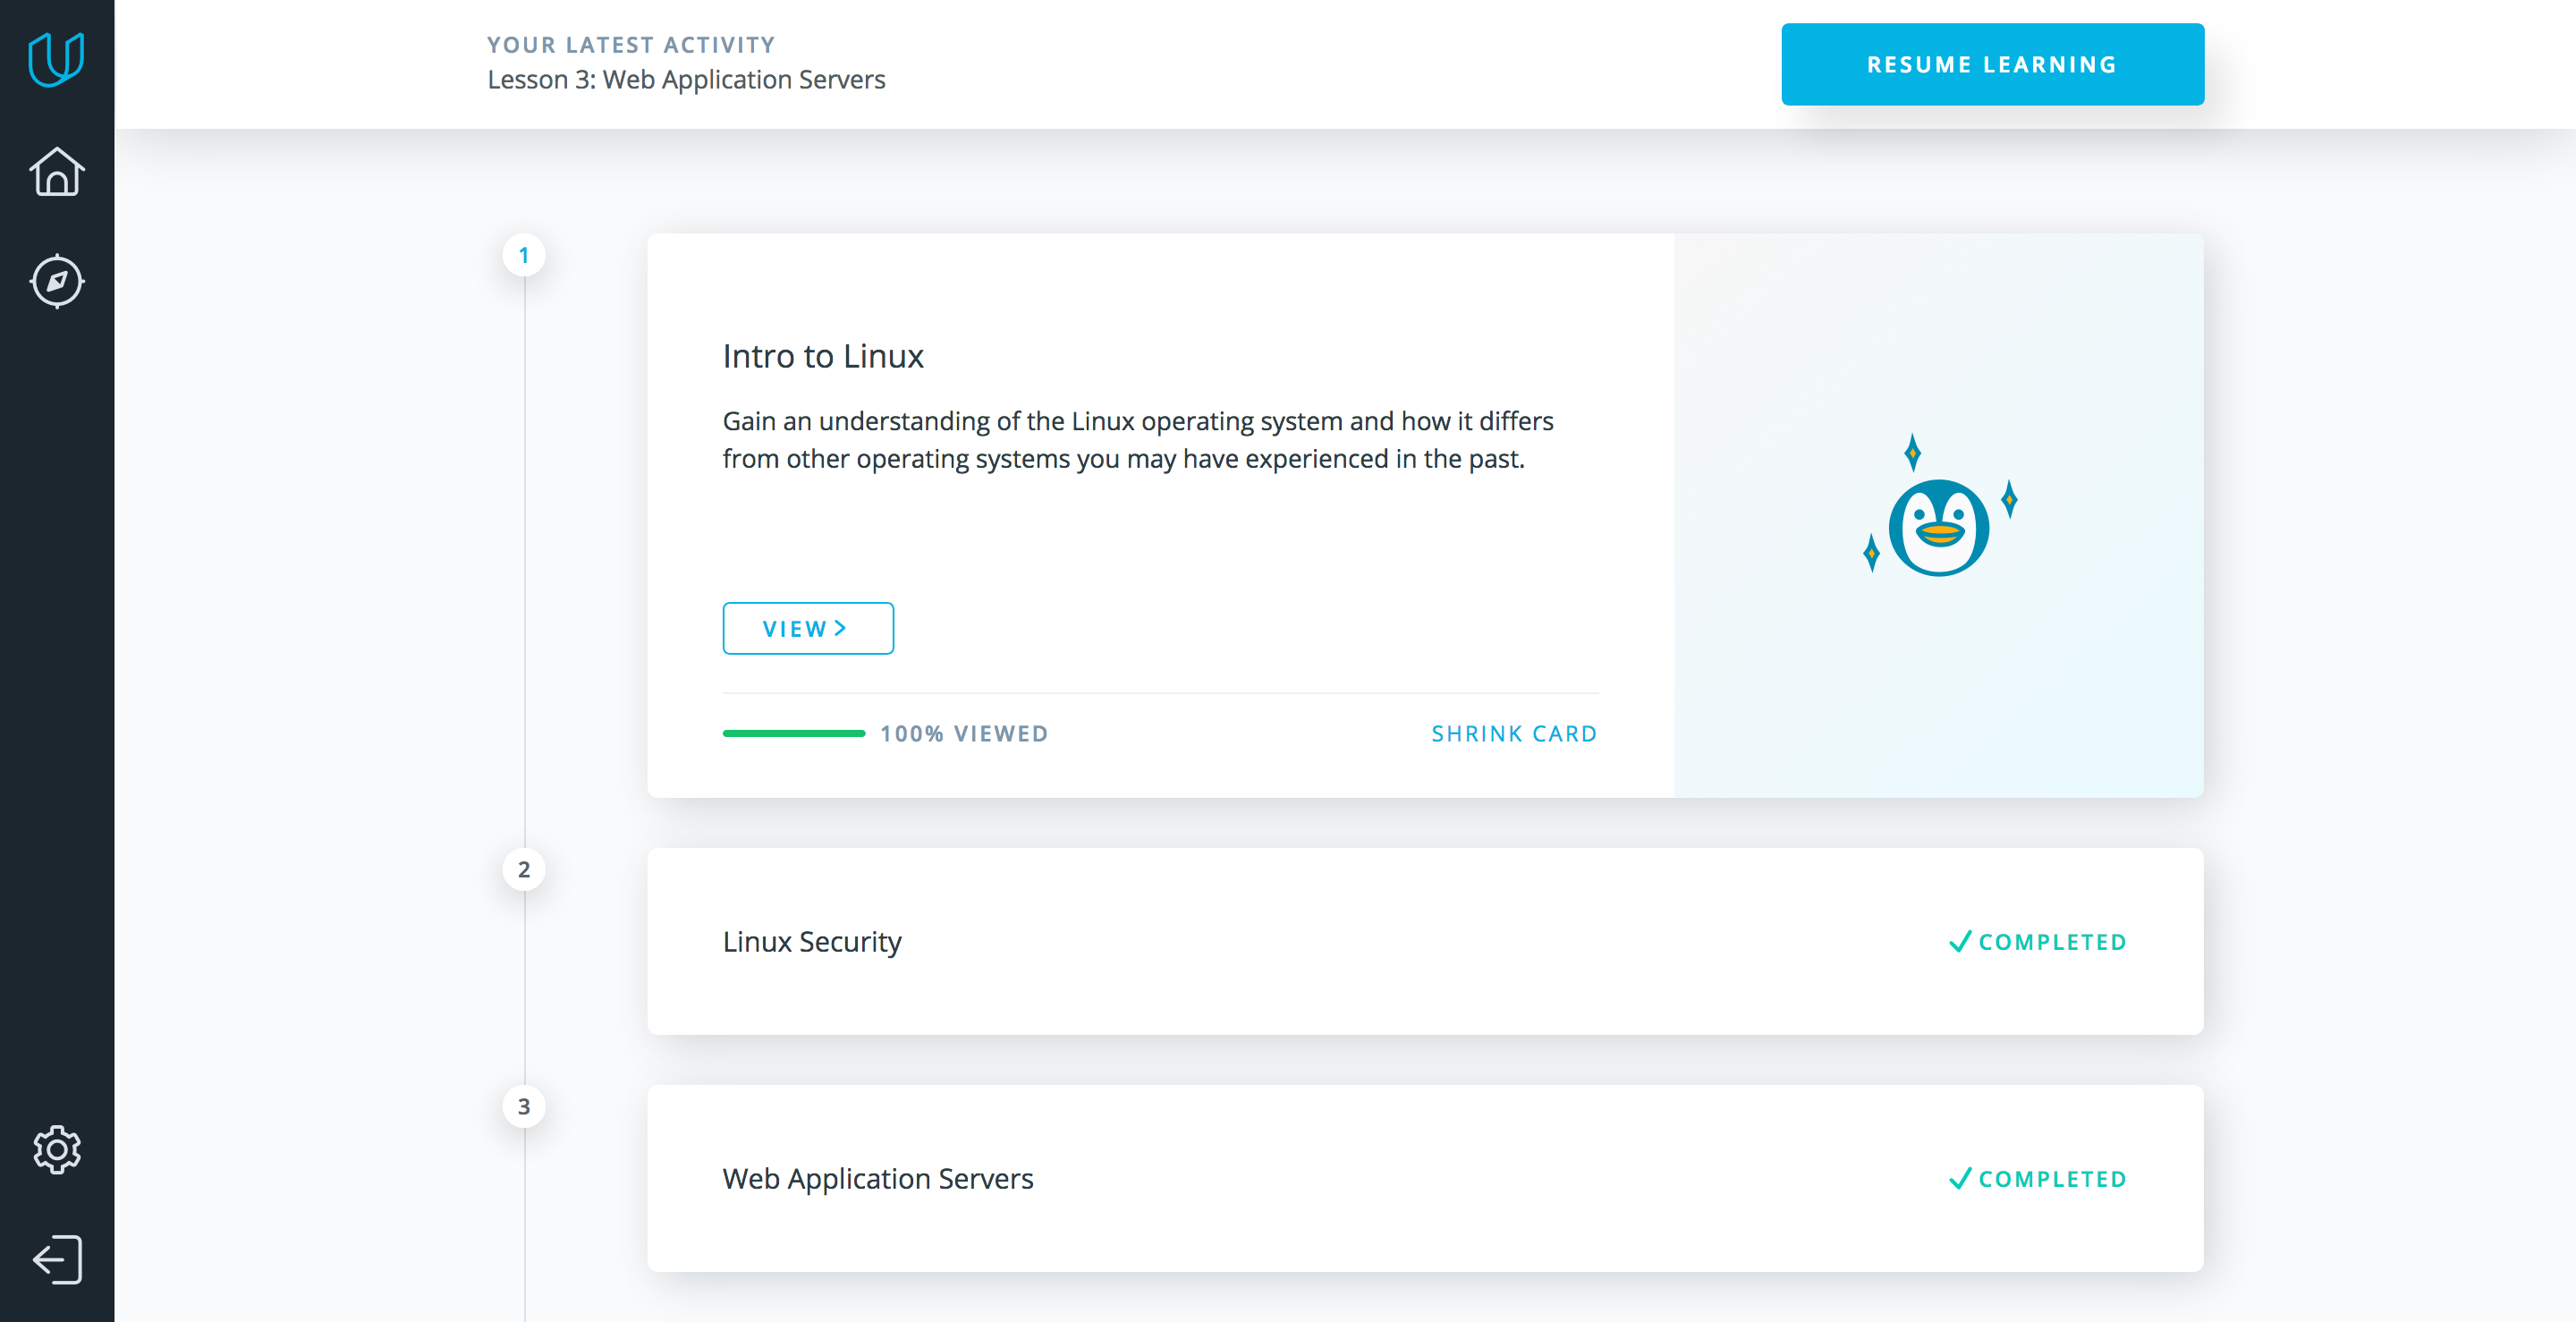 YOUR LATEST ACTIVITY
Lesson 3: Web Application Servers
RESUME LEARNING
1
Intro to Linux
Gain an understanding of the Linux operating system and how it differs
from other operating systems you may have experienced in the past.
VIEW
100% VIEWED
SHRINK CARD
2
Linux Security
COMPLETED
3
Web Application Servers
COMPLETED